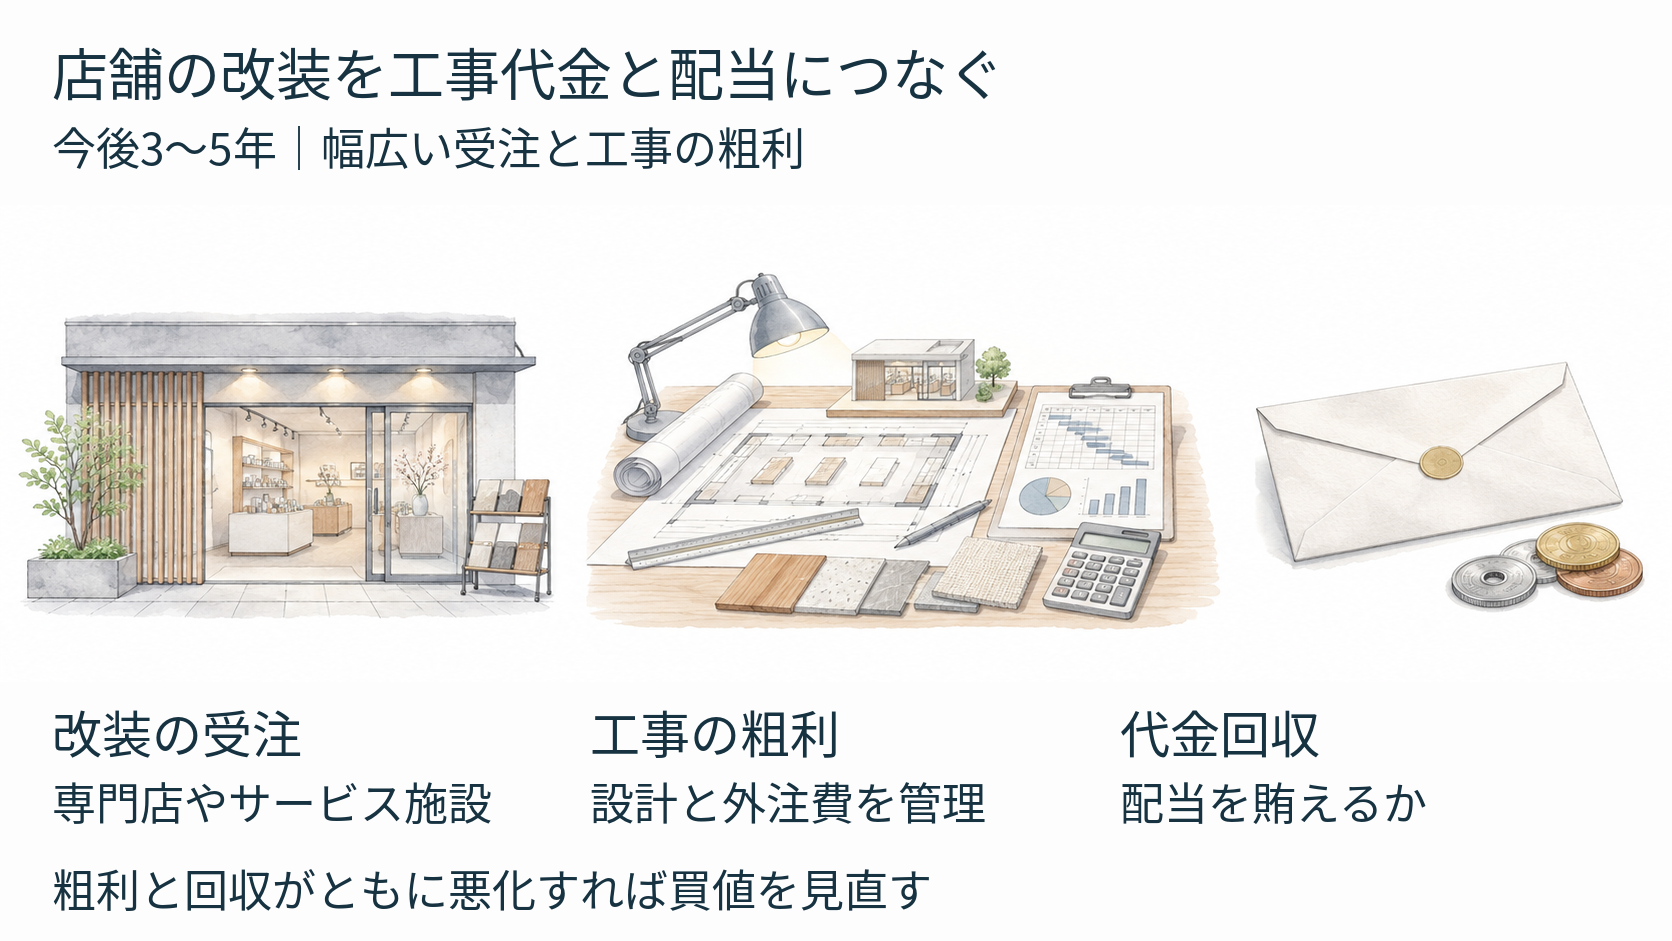 店舗の改装を工事代金と配当につなぐ
今後3〜5年｜幅広い受注と工事の粗利
改装の受注
専門店やサービス施設
工事の粗利
設計と外注費を管理
代金回収
配当を賄えるか
粗利と回収がともに悪化すれば買値を見直す